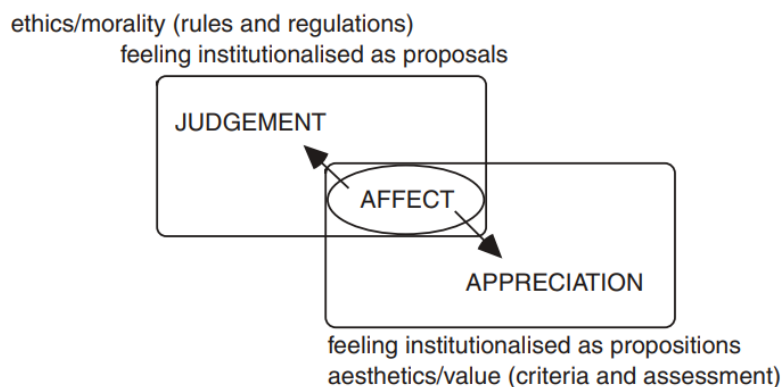 ethics/morality (rules and regulations)
feeling institutionalised as proposals
JUDGEMENT
AFFECT
APPRECIATION
feeling institutionalised as propositions
aesthetics/value (criteria and assessment)